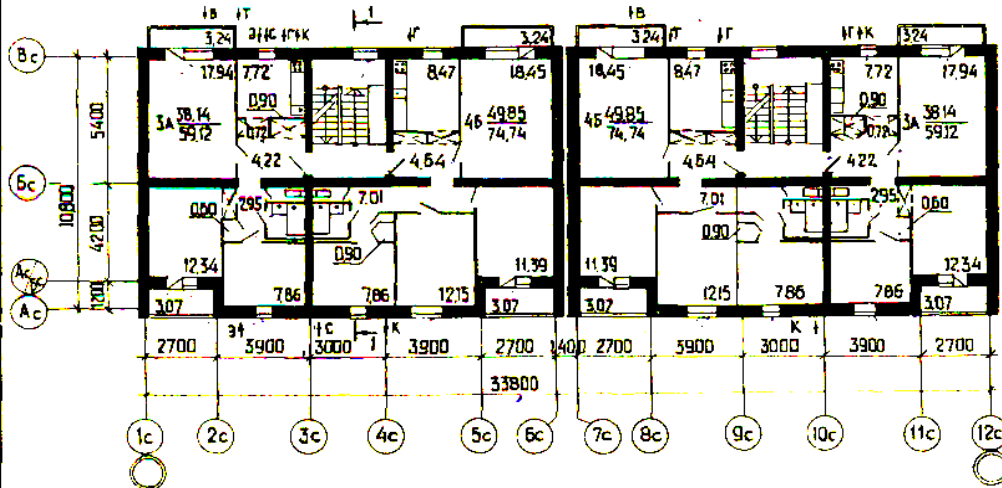 В Т 1 В
3,24 Э С Г К Г 3,24 3,24 Т Г Г К 3,24
Вс
17.94 7.72 8,47 18.45 18,45 8,47 7.72 17.94
0.90 0.90
3А 38.14 4Б 49.85 4Б 49.85 3А 38.14
59.12 0.72 74,74 74,74 0.72 59.12
5400
4.22 4.64 4.64 4.22
Бс
10800
0.60 2.95 7.01 7.01 2.95 0.60
4200
0.90 0.90
12.34 11.39 11.39 12.34
Ас
1200
3.07 7.86 7.86 12.15 3.07 3.07 12.15 7.86 7.86 3.07
Ас
Э С 1 К К
2700 3900 3000 3900 2700 400 2700 3900 3000 3900 2700
33800
1с 2с 3с 4с 5с 6с 7с 8с 9с 10с 11с 12с